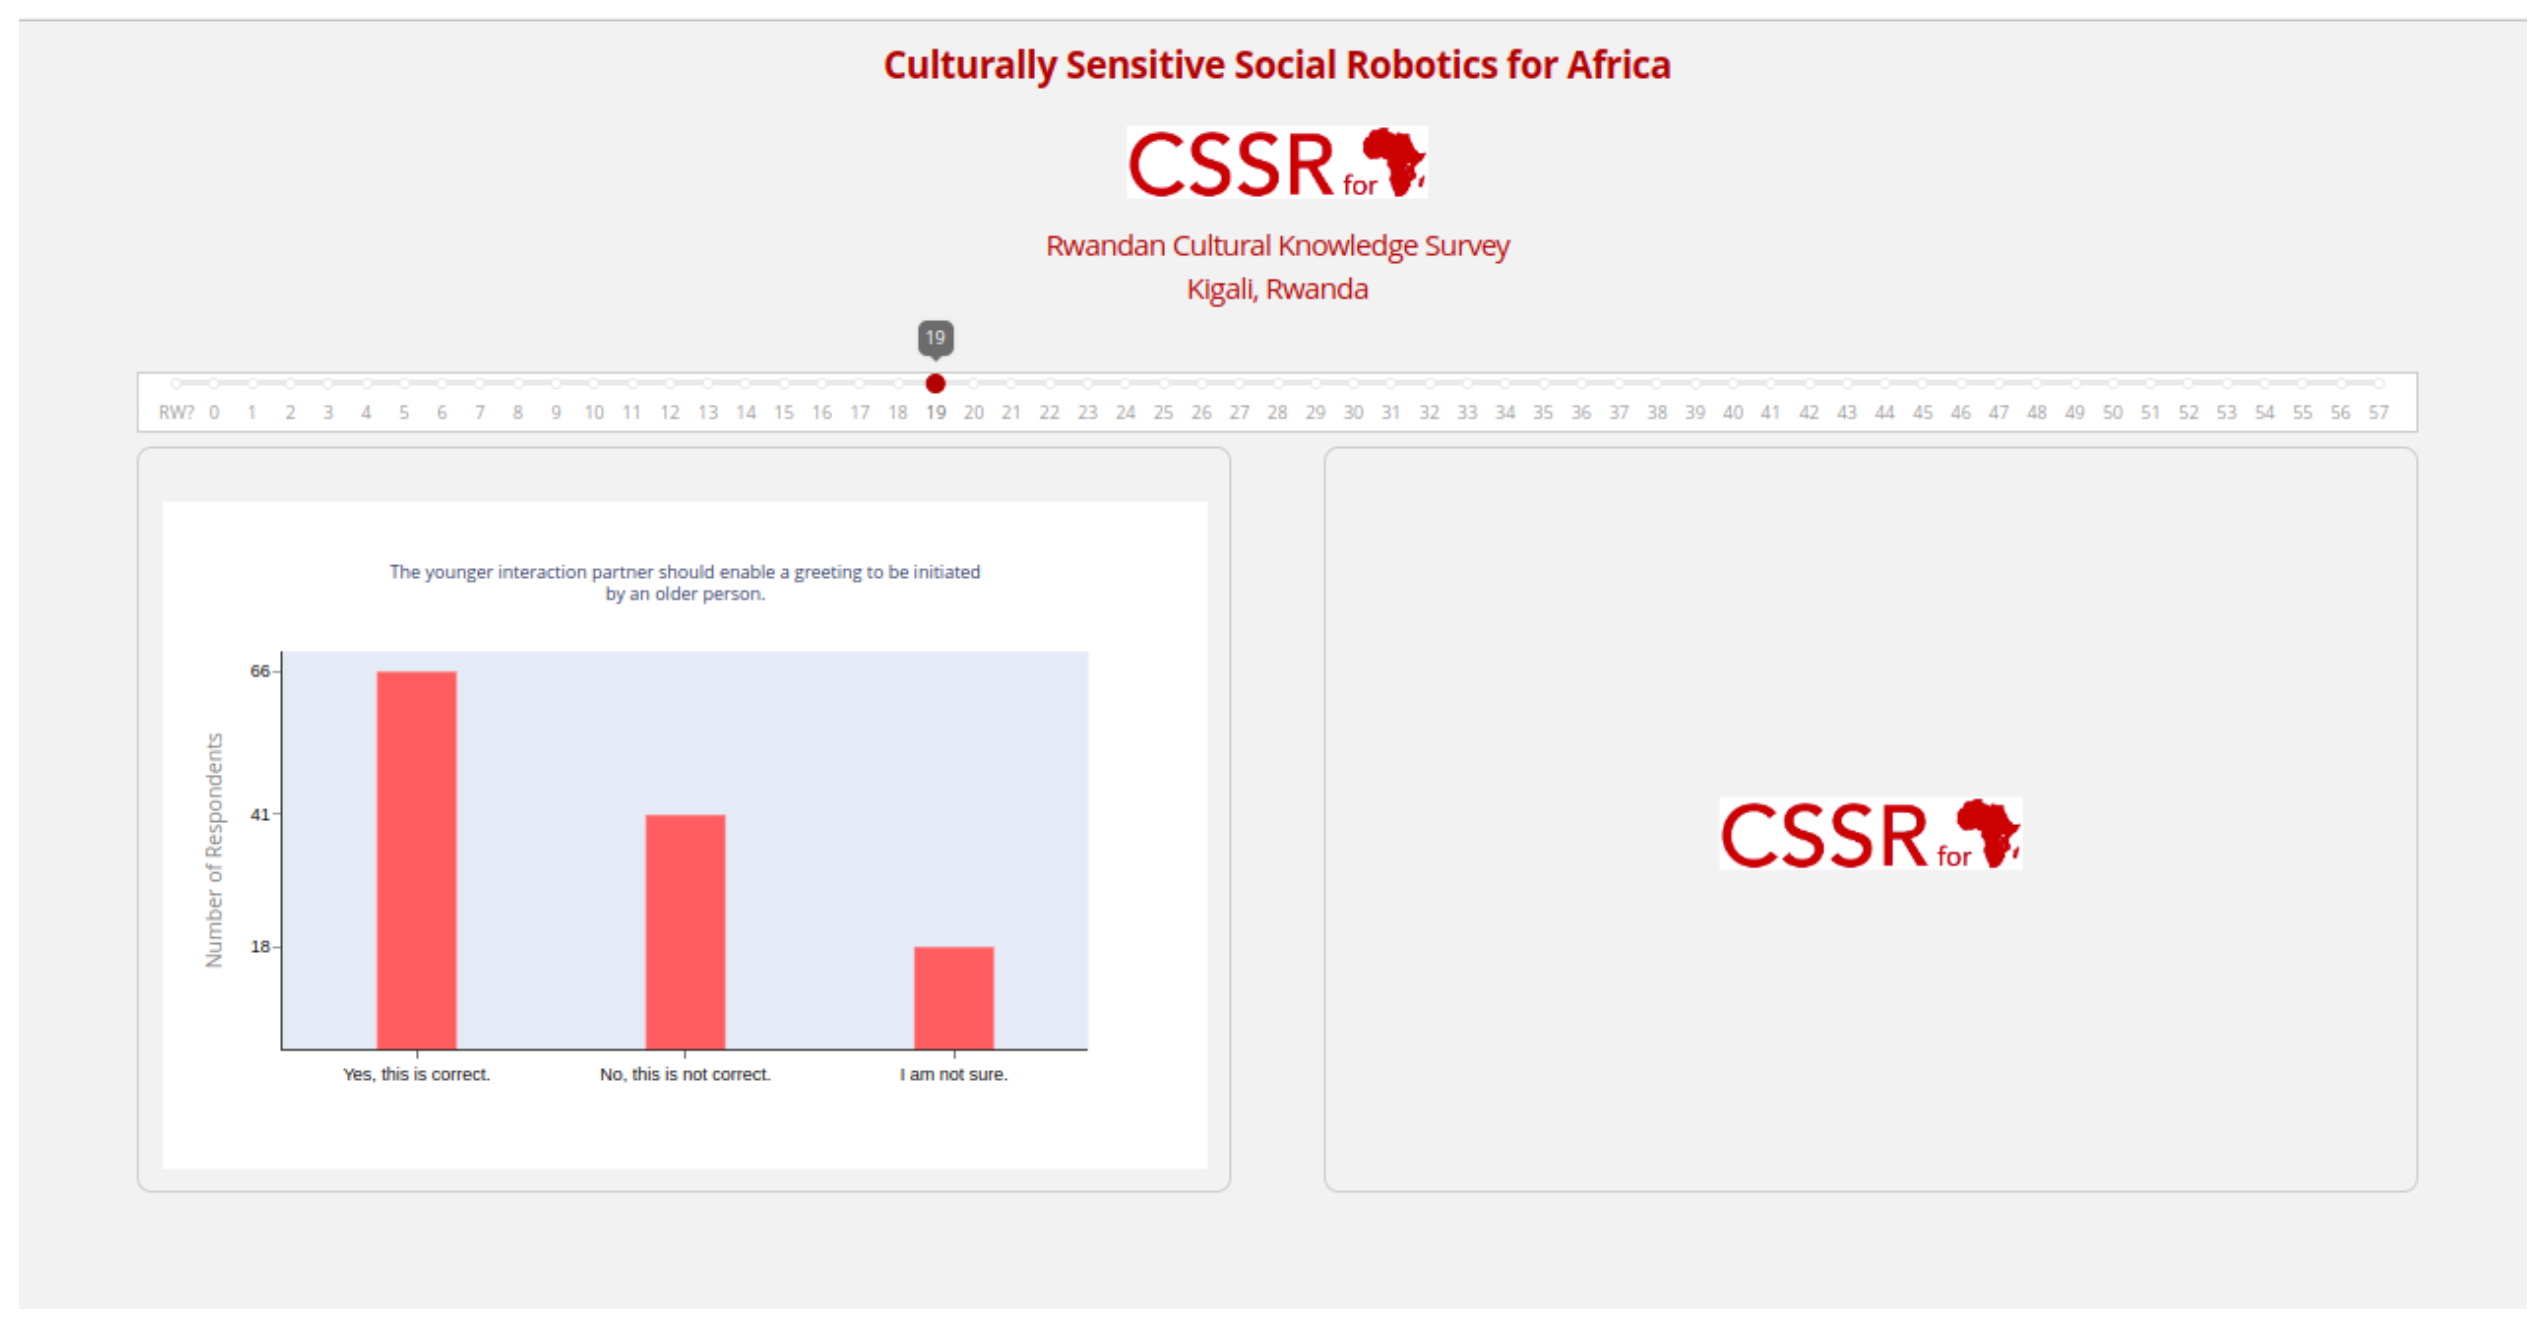 Culturally Sensitive Social Robotics for Africa
CSSR for
Rwandan Cultural Knowledge Survey
Kigali, Rwanda
19
RW? 0 1 2 3 4 5 6 7 8 9 10 11 12 13 14 15 16 17 18 19 20 21 22 23 24 25 26 27 28 29 30 31 32 33 34 35 36 37 38 39 40 41 42 43 44 45 46 47 48 49 50 51 52 53 54 55 56 57
The younger interaction partner should enable a greeting to be initiated
by an older person.
Number of Respondents
66
41
18
Yes, this is correct. No, this is not correct. I am not sure.
CSSR for